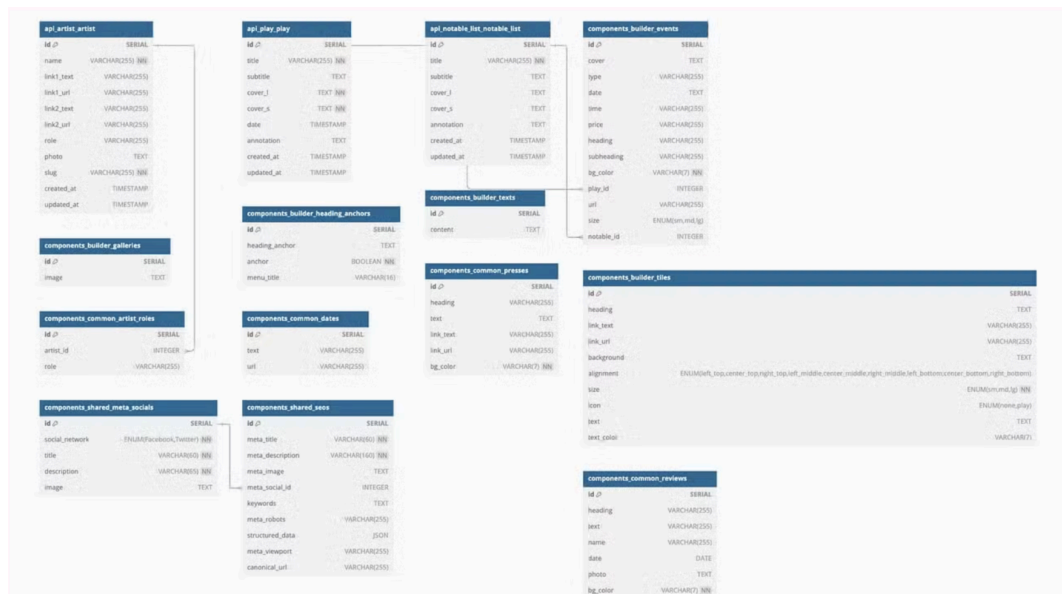 api_artist_artist
id SERIAL
name VARCHAR(255) NN
link1_text VARCHAR(255)
link1_url VARCHAR(255)
link2_text VARCHAR(255)
link2_url VARCHAR(255)
role VARCHAR(255)
photo TEXT
slug VARCHAR(255) NN
created_at TIMESTAMP
updated_at TIMESTAMP
components_builder_galleries
id SERIAL
image TEXT
components_common_artist_roles
id SERIAL
artist_id INTEGER
role VARCHAR(255)
components_shared_meta_socials
id SERIAL
social_network ENUM(Facebook,Twitter) NN
title VARCHAR(60) NN
description VARCHAR(65) NN
image TEXT
api_play_play
id SERIAL
title VARCHAR(255) NN
subtitle TEXT
cover_l TEXT NN
cover_s TEXT NN
date TIMESTAMP
annotation TEXT
created_at TIMESTAMP
updated_at TIMESTAMP
components_builder_heading_anchors
id SERIAL
heading_anchor TEXT
anchor BOOLEAN NN
menu_title VARCHAR(16)
components_common_dates
id SERIAL
text VARCHAR(255)
url VARCHAR(255)
components_shared_seos
id SERIAL
meta_title VARCHAR(60) NN
meta_description VARCHAR(160) NN
meta_image TEXT
meta_social_id INTEGER
keywords TEXT
meta_robots VARCHAR(255)
structured_data JSON
meta_viewport VARCHAR(255)
canonical_url VARCHAR(255)
api_notable_list_notable_list
id SERIAL
title VARCHAR(255) NN
subtitle TEXT
cover_l TEXT
cover_s TEXT
annotation TEXT
created_at TIMESTAMP
updated_at TIMESTAMP
components_builder_texts
id SERIAL
content TEXT
components_common_presses
id SERIAL
heading VARCHAR(255)
text TEXT
link_text VARCHAR(255)
link_url VARCHAR(255)
bg_color VARCHAR(7) NN
components_builder_events
id SERIAL
cover TEXT
type VARCHAR(255)
date TEXT
time VARCHAR(255)
price VARCHAR(255)
heading VARCHAR(255)
subheading VARCHAR(255)
bg_color VARCHAR(7) NN
play_id INTEGER
url VARCHAR(255)
size ENUM(sm,md,lg)
notable_id INTEGER
components_builder_tiles
id SERIAL
heading TEXT
link_text VARCHAR(255)
link_url VARCHAR(255)
background TEXT
alignment ENUM(left_top,center_top,right_top,left_middle,center_middle,right_middle,left_bottom,center_bottom,right_bottom)
size ENUM(sm,md,lg) NN
icon ENUM(none,play)
text TEXT
text_color VARCHAR(7)
components_common_reviews
id SERIAL
heading VARCHAR(255)
text VARCHAR(255)
name VARCHAR(255)
date DATE
photo TEXT
bg_color VARCHAR(7) NN